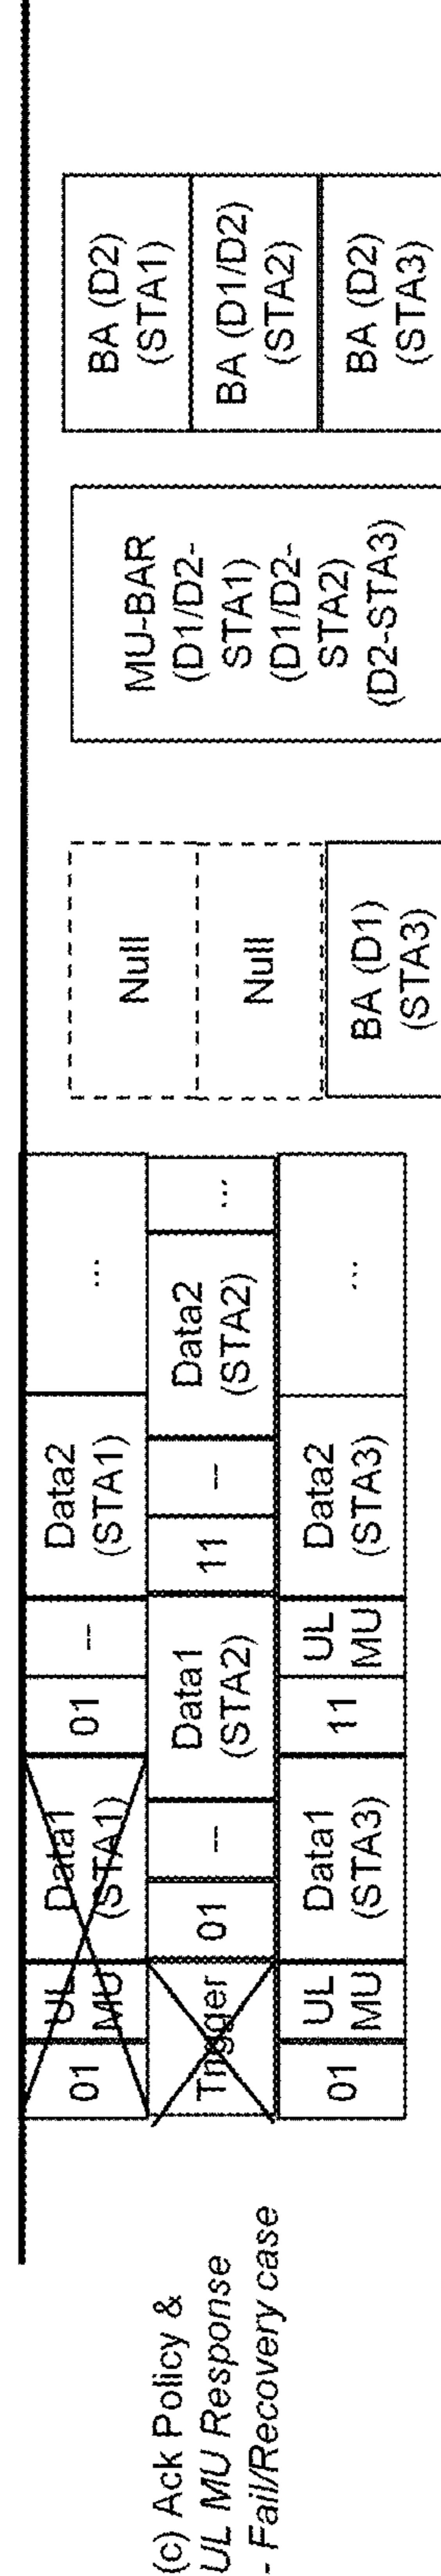 (c) Ack Policy &
UL MU Response
- Fail/Recovery case
01
UL
MU
Data1
(STA1)
01
--
Data2
(STA1)
...
Trigger
01
--
Data1
(STA2)
11
--
Data2
(STA2)
...
01
UL
MU
Data1
(STA3)
11
UL
MU
Data2
(STA3)
...
Null
Null
BA (D1)
(STA3)
MU-BAR
(D1/D2-
STA1)
(D1/D2-
STA2)
(D2-STA3)
BA (D2)
(STA1)
BA (D1/D2)
(STA2)
BA (D2)
(STA3)